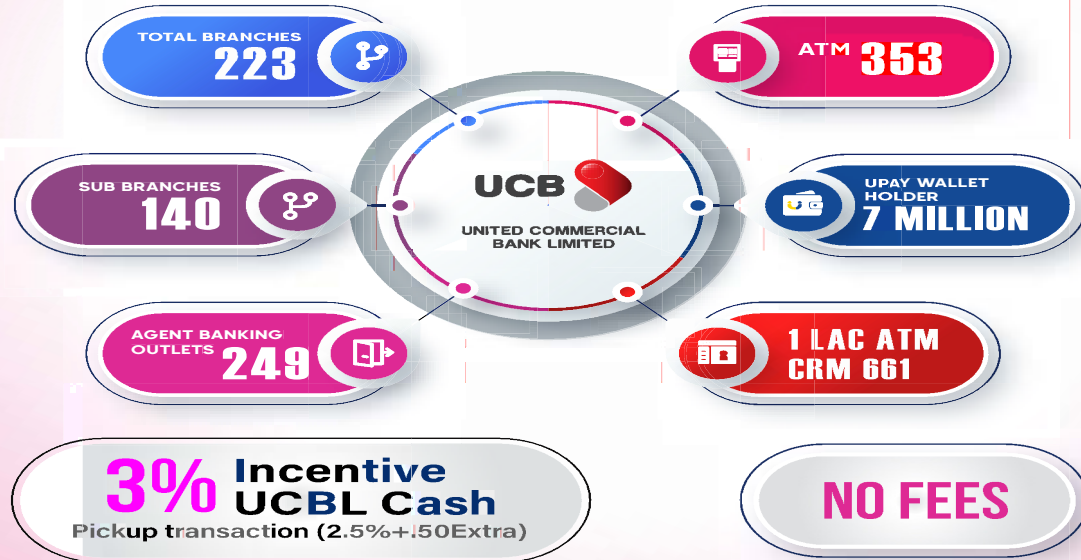 TOTAL BRANCHES
223
ATM 353
SUB BRANCHES
140
UCB
UNITED COMMERCIAL
BANK LIMITED
UPAY WALLET
HOLDER
7 MILLION
AGENT BANKING
OUTLETS 249
1 LAC ATM
CRM 661
3% Incentive
UCBL Cash
Pickup transaction (2.5%+.50Extra)
NO FEES